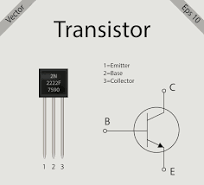 Vector
Eps 10
Transistor
1=Emitter
2=Base
3=Collector
2N
2222F
7590
1 2 3
C
B
E